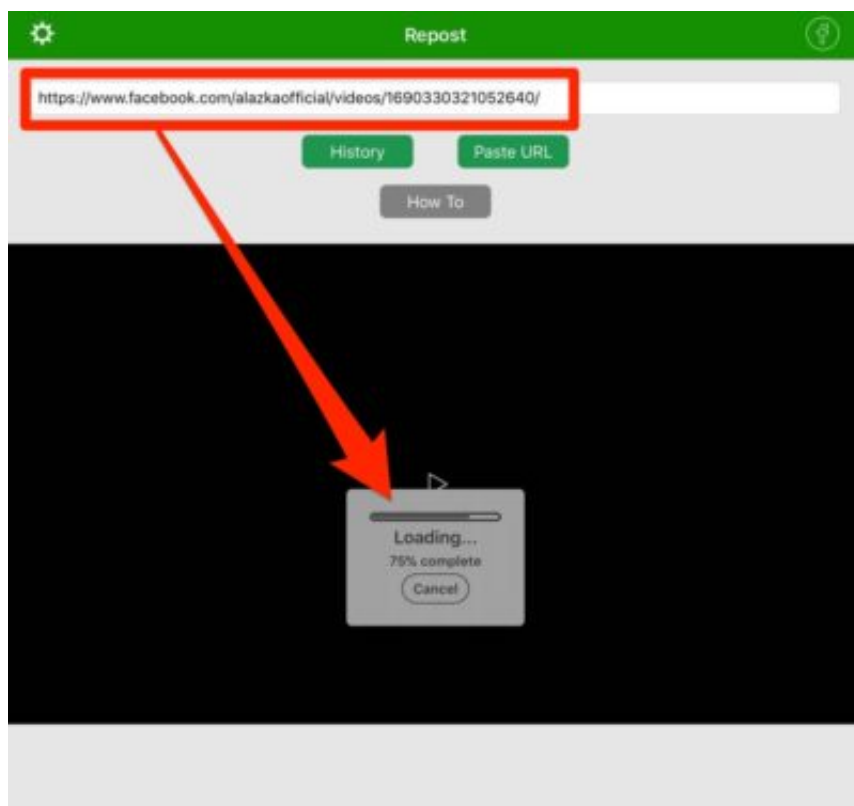 Repost
https://www.facebook.com/alazkaofficial/videos/1690330321052640/
History Paste URL
How To
Loading...
75% complete
Cancel